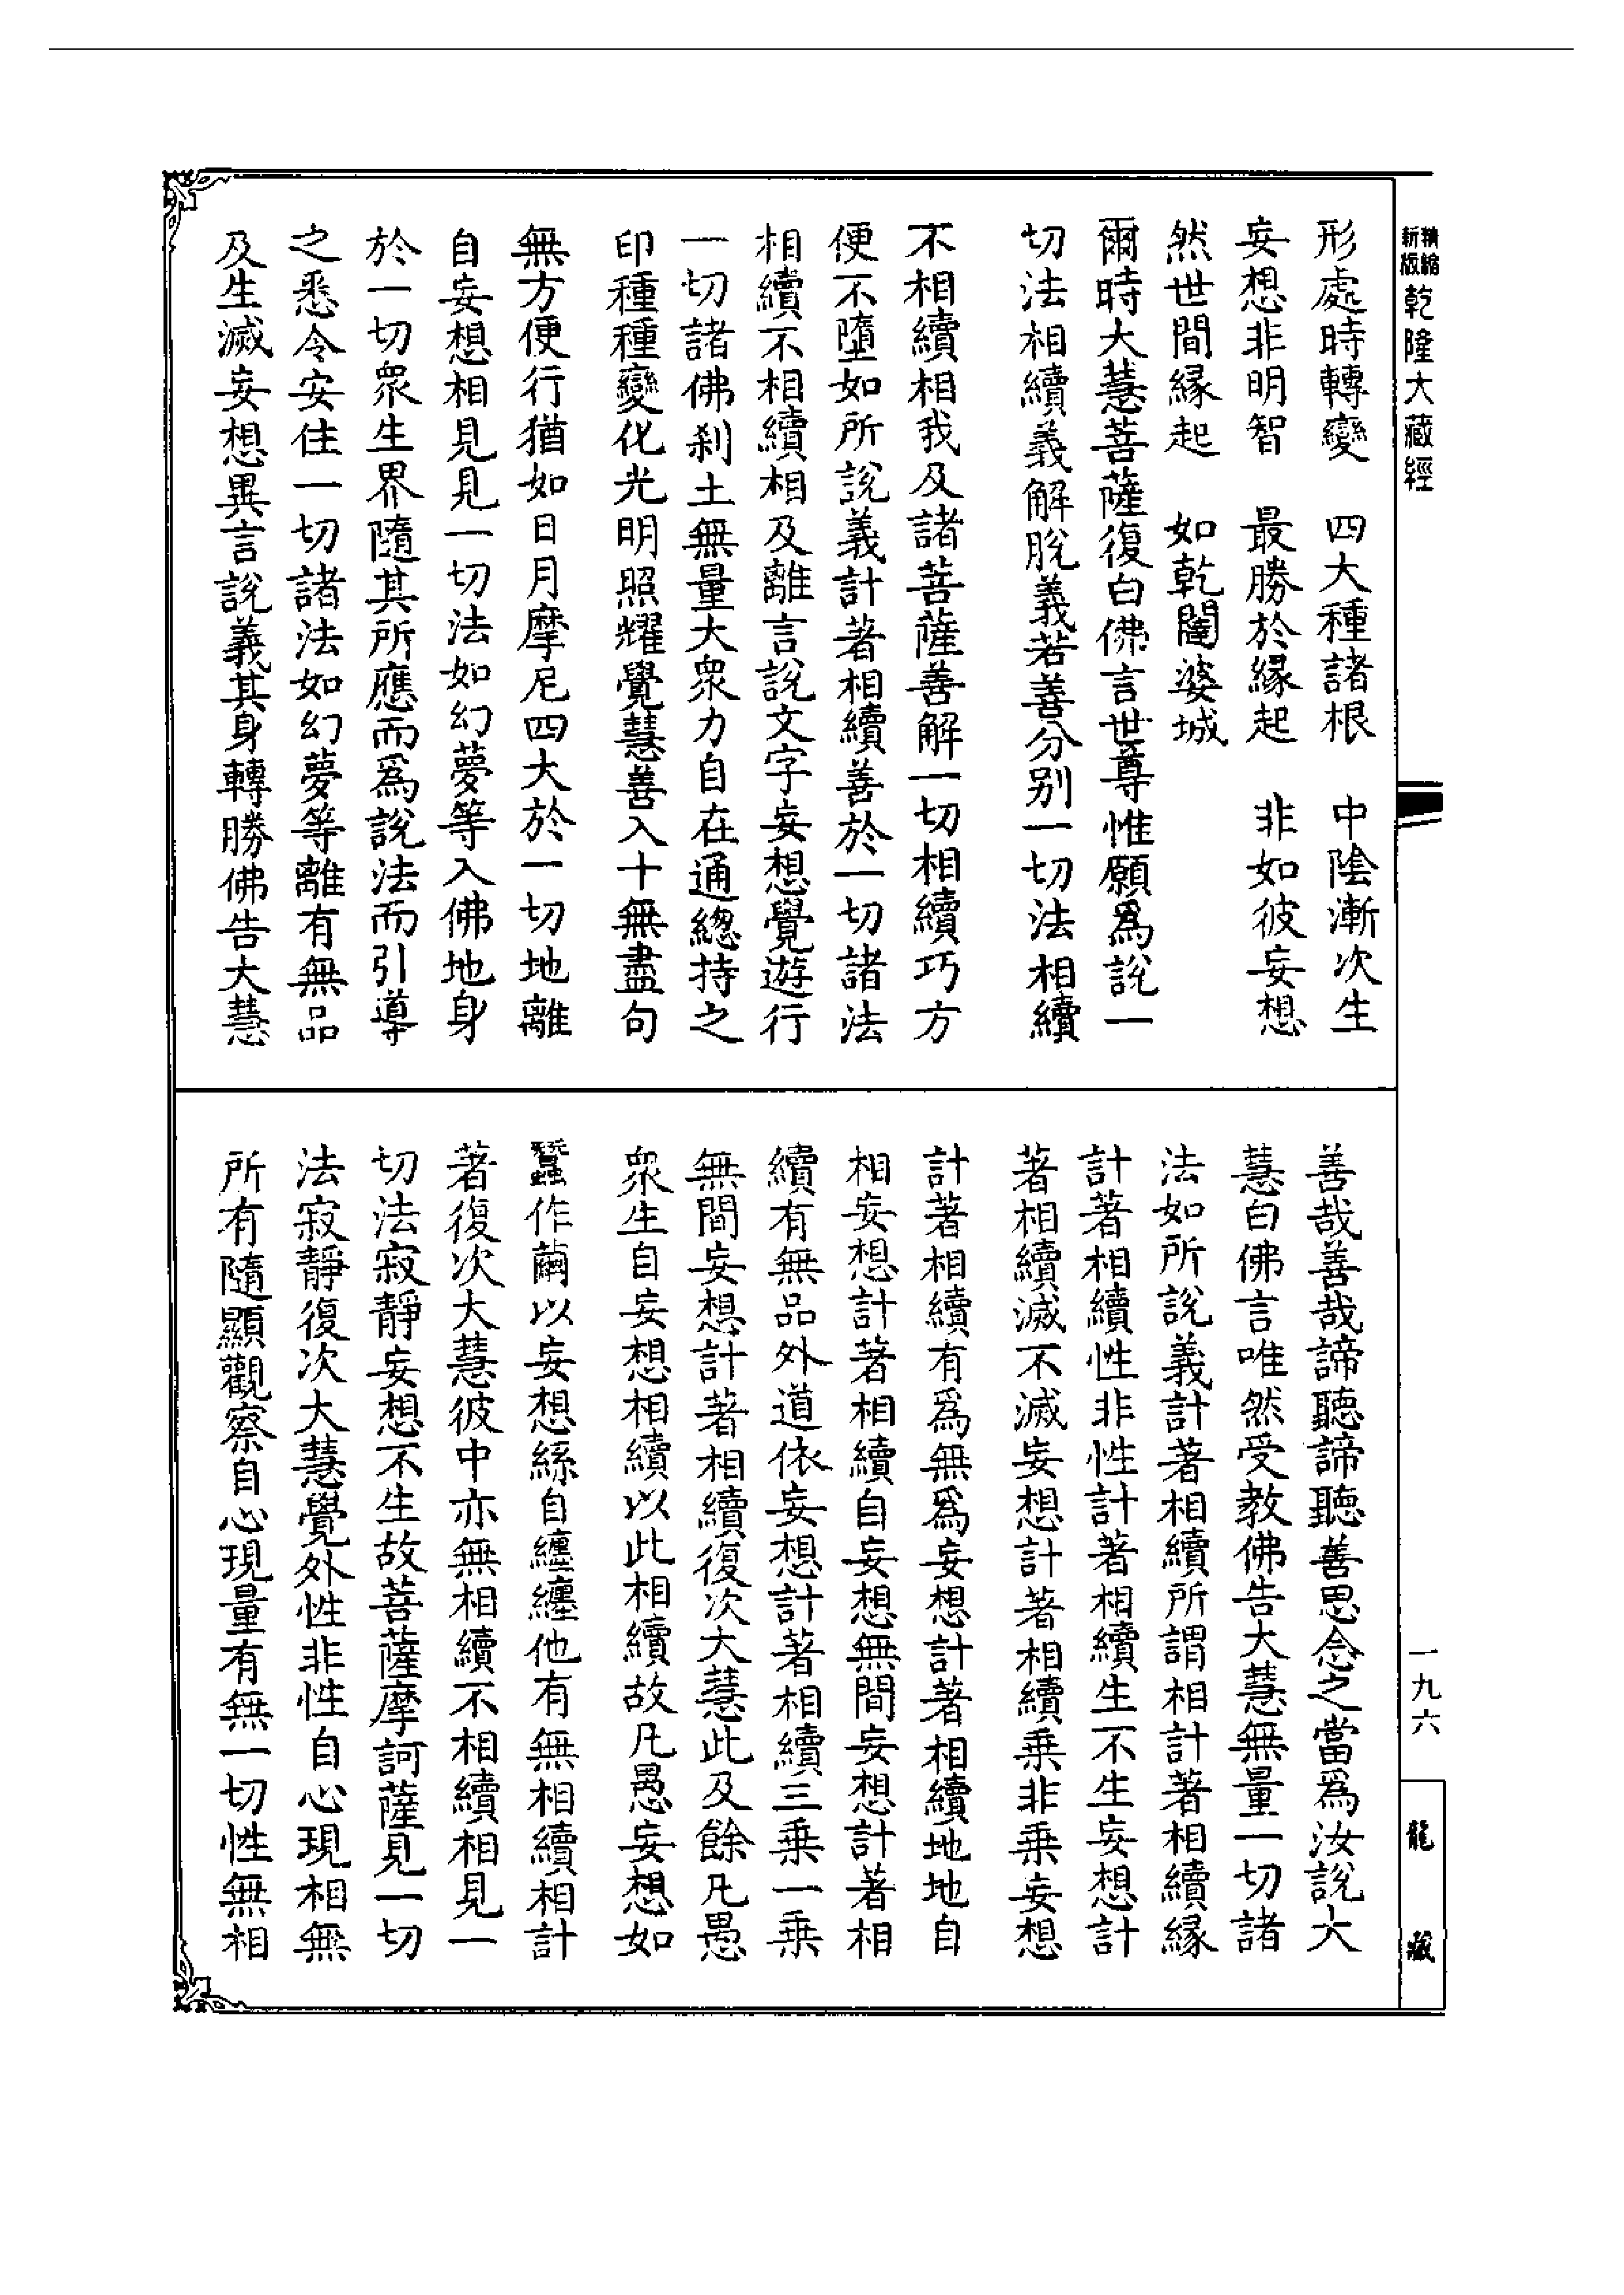 精縮新版乾隆大藏經
形處時轉變　四大種諸根　中陰漸次生
妄想非明智　最勝於緣起　非如彼妄想
然世間緣起　如乾闥婆城
爾時大慧菩薩復白佛言世尊惟願為說一
切法相續義解脫義若善分別一切法相續
不相續相我及諸菩薩善解一切相續巧方
便不墮如所說義計著相續善於一切諸法
相續不相續相及離言說文字妄想覺遊行
一切諸佛剎土無量大眾力自在通總持之
印種種變化光明照耀覺慧善入十無盡句
無方便行猶如日月摩尼四大於一切地離
自妄想相見見一切法如幻夢等入佛地身
於一切眾生界隨其所應而為說法而引導
之悉令安住一切諸法如幻夢等離有無品
及生滅妄想異言說義其身轉勝佛告大慧
善哉善哉諦聽諦聽善思念之當為汝說大
慧白佛言唯然受教佛告大慧無量一切諸
法如所說義計著相續所謂相計著相續緣
計著相續性非性計著相續生不生妄想計
著相續滅不滅妄想計著相續乘非乘妄想
計著相續有為無為妄想計著相續地地自
相妄想計著相續自妄想無間妄想計著相
續有無品外道依妄想計著相續三乘一乘
無間妄想計著相續復次大慧此及餘凡愚
眾生自妄想相續以此相續故凡愚妄想如
蠶作繭以妄想絲自纏纏他有無相續相計
著復次大慧彼中亦無相續不相續相見一
切法寂靜妄想不生故菩薩摩訶薩見一切
法寂靜復次大慧覺外性非性自心現相無
所有隨顯觀察自心現量有無一切性無相
一九六
龍藏